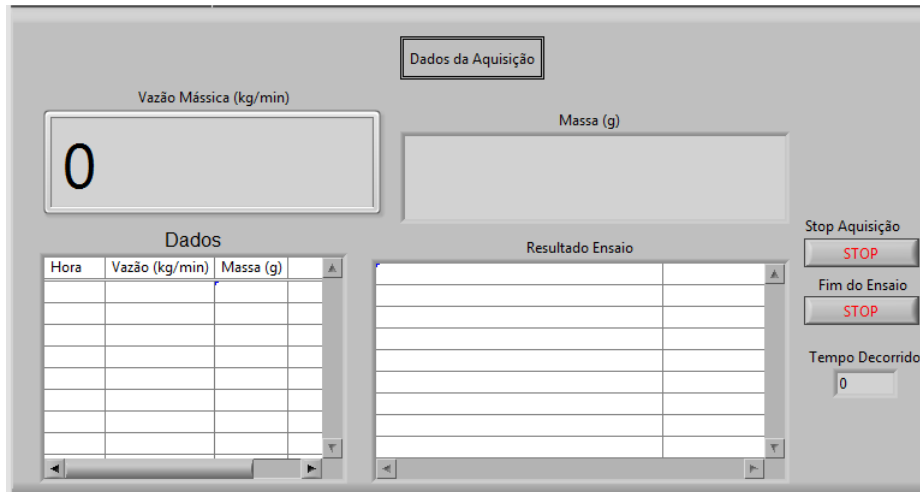 Dados da Aquisição
Vazão Mássica (kg/min)
Massa (g)
0
Stop Aquisição
STOP
Dados
Resultado Ensaio
Hora Vazão (kg/min) Massa (g)
Fim do Ensaio
STOP
Tempo Decorrido
0